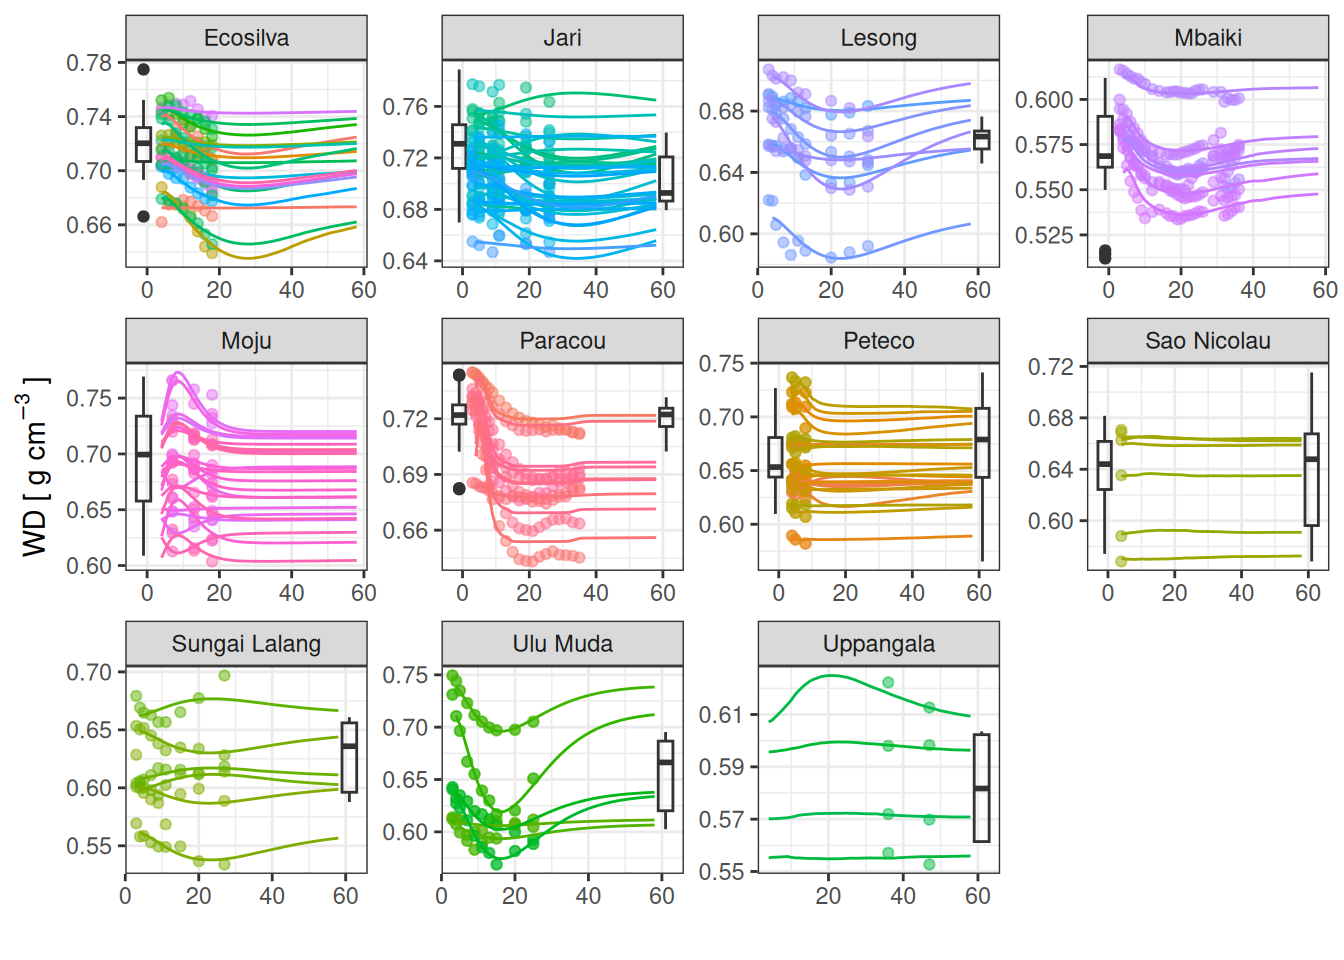 Ecosilva Jari Lesong Mbaiki
0.78
0.74
0.70
0.66
0 20 40 60
0.76
0.72
0.68
0.64
0 20 40 60
0.68
0.64
0.60
0 20 40 60
0.600
0.575
0.550
0.525
0 20 40 60
WD [ g cm−3 ]
Moju Paracou Peteco Sao Nicolau
0.75
0.70
0.65
0.60
0 20 40 60
0.72
0.69
0.66
0 20 40 60
0.75
0.70
0.65
0.60
0 20 40 60
0.72
0.68
0.64
0.60
0 20 40 60
Sungai Lalang Ulu Muda Uppangala
0.70
0.65
0.60
0.55
0 20 40 60
0.75
0.70
0.65
0.60
0 20 40 60
0.61
0.59
0.57
0.55
20 40 60